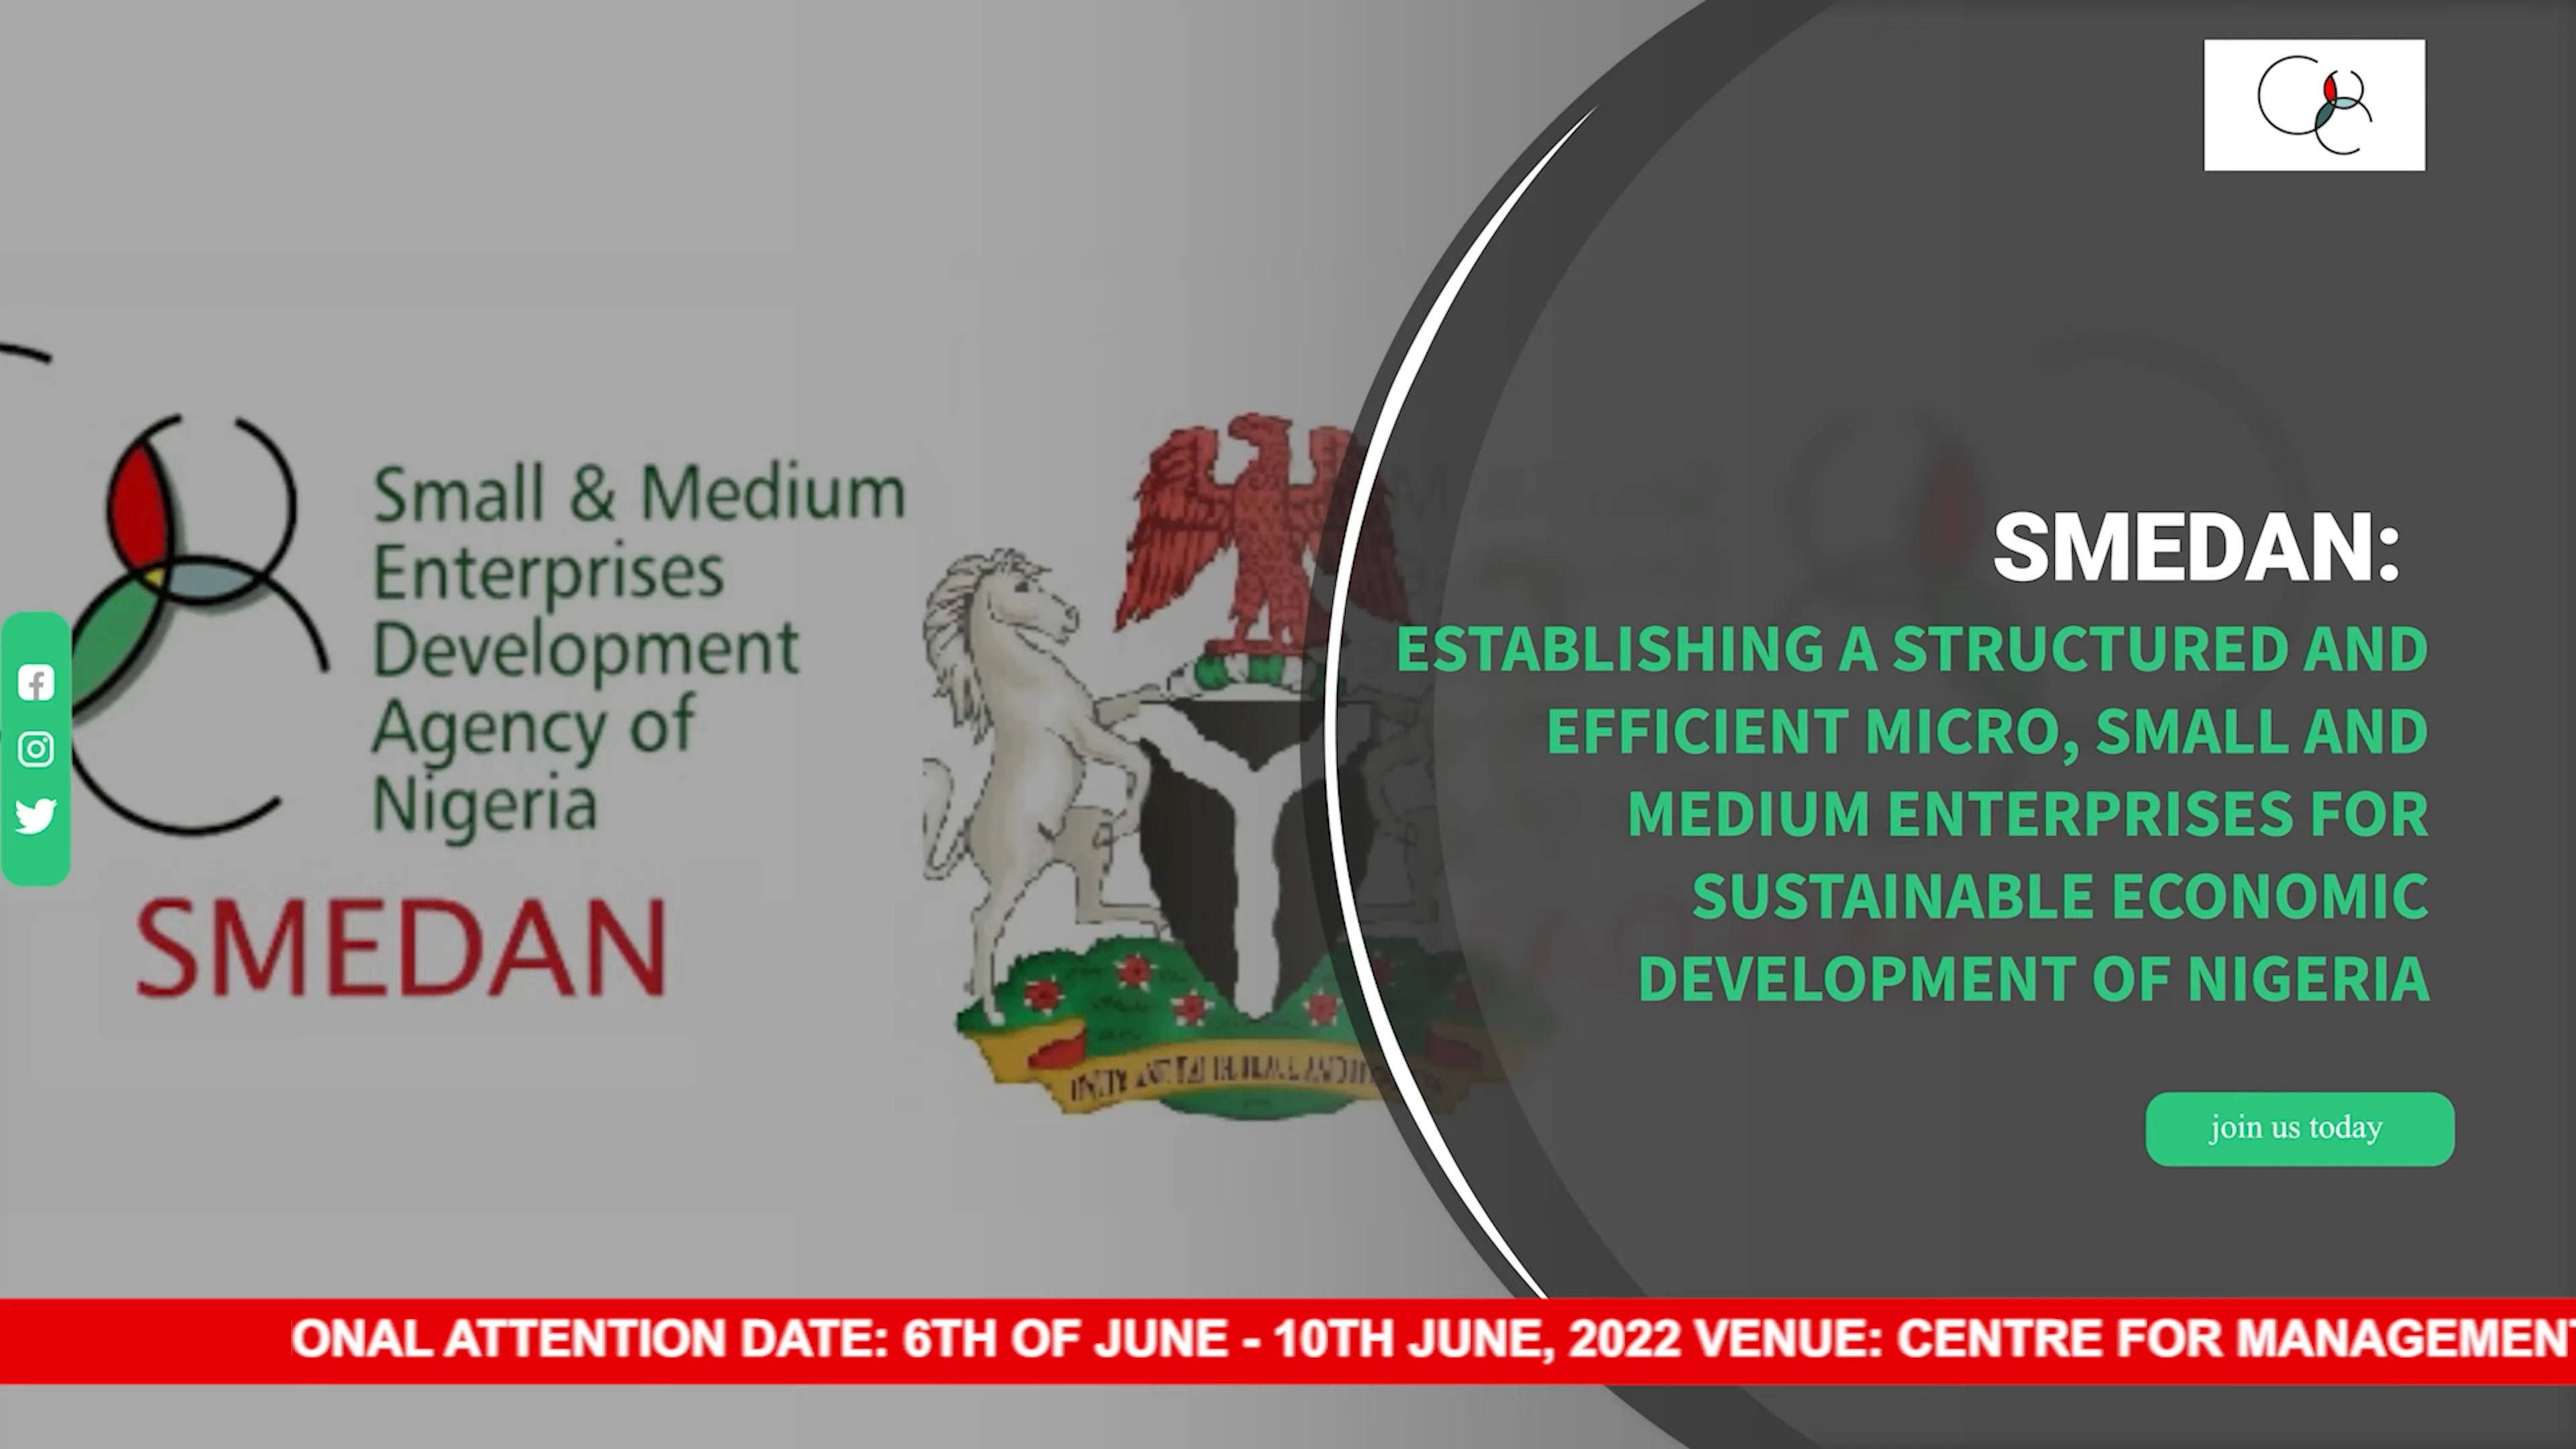 Small & Medium
Enterprises
Development
Agency of
Nigeria
SMEDAN
SMEDAN:
ESTABLISHING A STRUCTURED AND
EFFICIENT MICRO, SMALL AND
MEDIUM ENTERPRISES FOR
SUSTAINABLE ECONOMIC
DEVELOPMENT OF NIGERIA
join us today
ONAL ATTENTION DATE: 6TH OF JUNE - 10TH JUNE, 2022 VENUE: CENTRE FOR MANAGEMENT